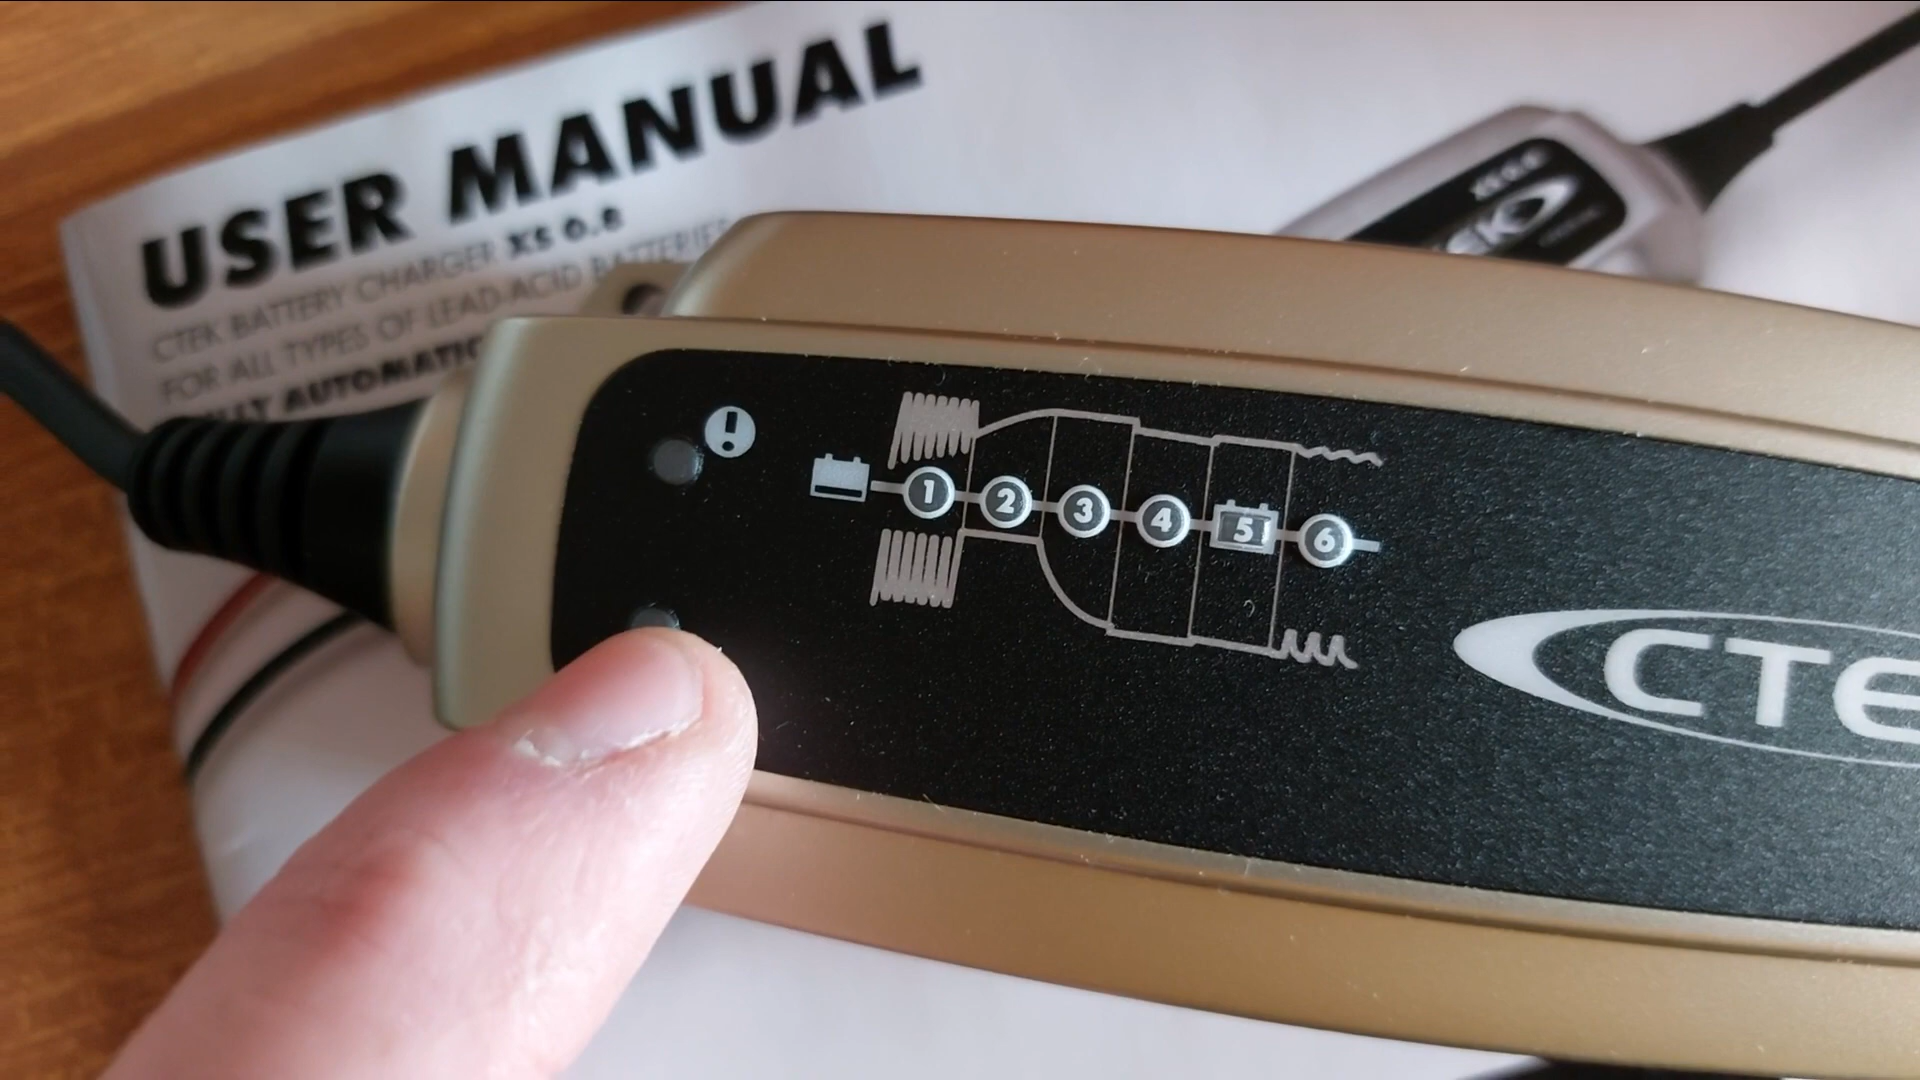 USER MANUAL
CTEK BATTERY CHARGER XS 0.8
FOR ALL TYPES OF LEAD-ACID BATTERIES
FULLY AUTOMATIC
!
1 2 3 4 5 6
CTE